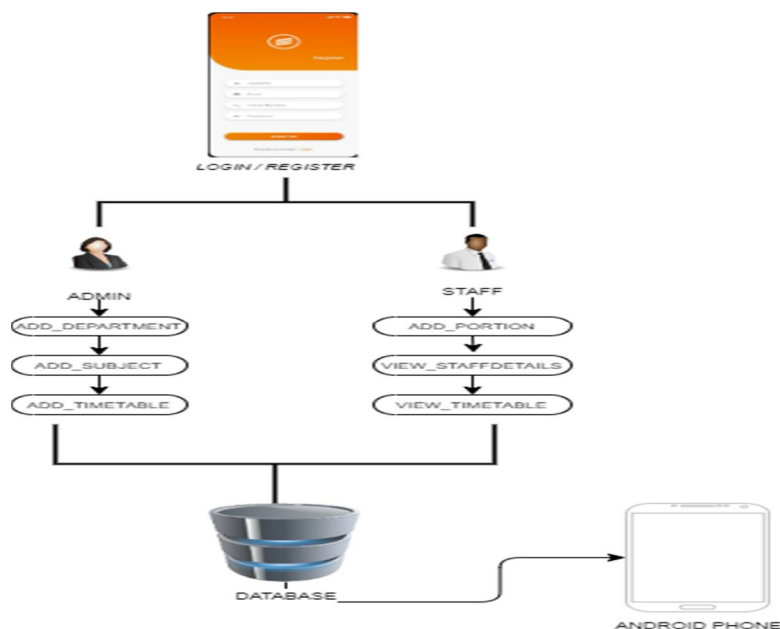 Register
LOGIN / REGISTER
ADMIN
STAFF
ADD_DEPARTMENT
ADD_PORTION
ADD_SUBJECT
VIEW_STAFFDETAILS
ADD_TIMETABLE
VIEW_TIMETABLE
DATABASE
ANDROID PHONE